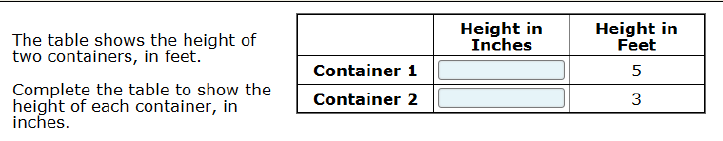 The table shows the height of
two containers, in feet.
Complete the table to show the
height of each container, in
inches.
Height in
Inches
Height in
Feet
Container 1
5
Container 2
3